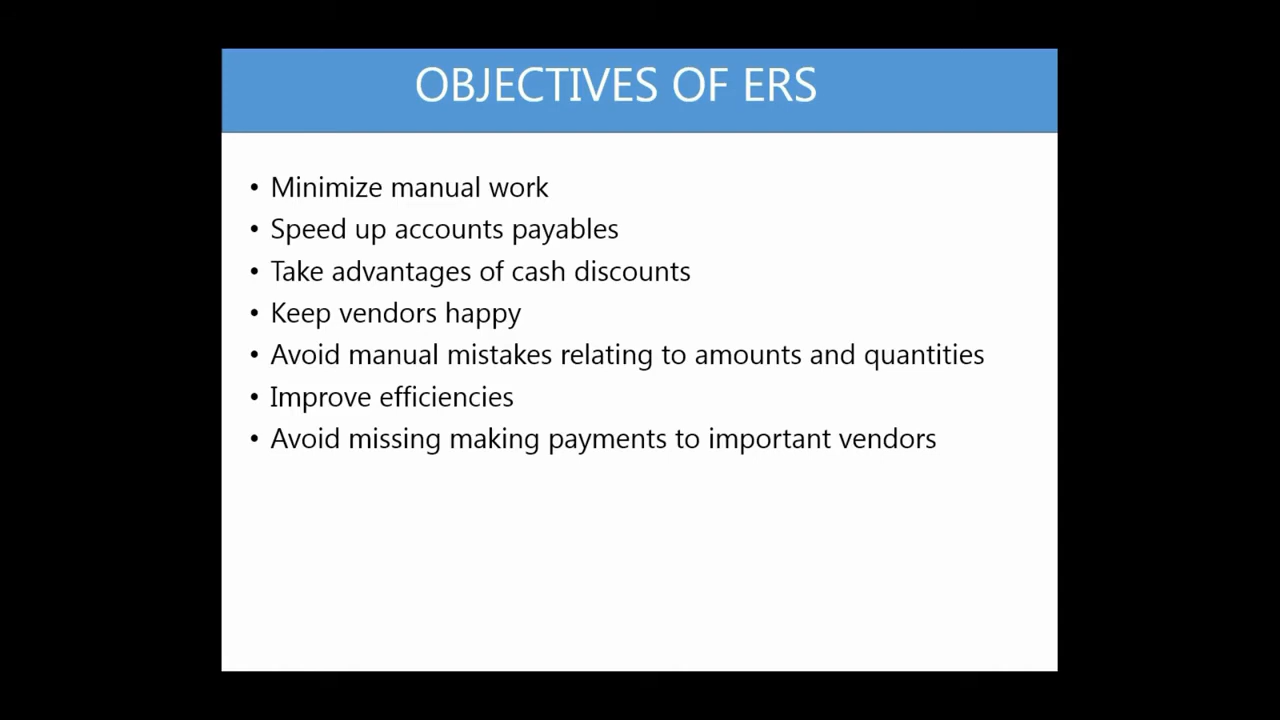 OBJECTIVES OF ERS
• Minimize manual work
• Speed up accounts payables
• Take advantages of cash discounts
• Keep vendors happy
• Avoid manual mistakes relating to amounts and quantities
• Improve efficiencies
• Avoid missing making payments to important vendors